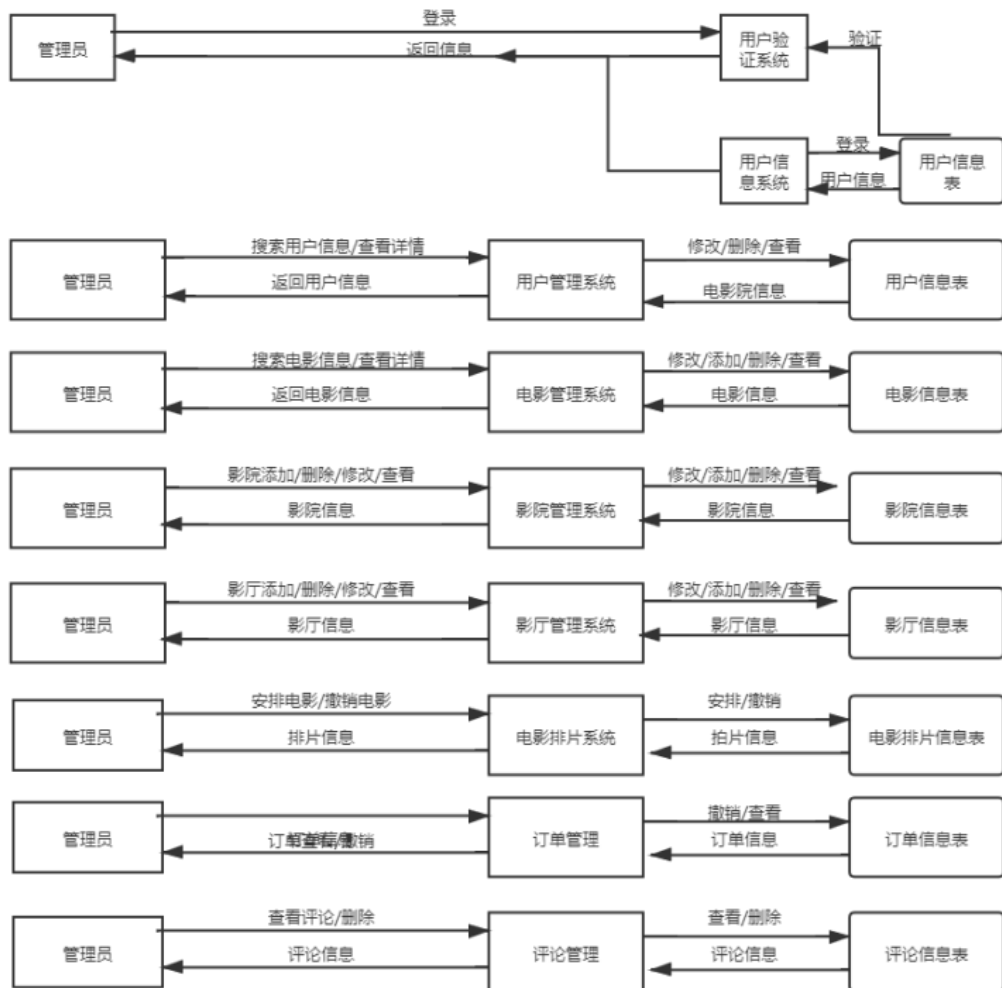 登录
管理员
返回信息
用户验
证系统
验证
登录
用户信
息系统
用户信息
用户信息
表
搜索用户信息/查看详情
修改/删除/查看
管理员
返回用户信息
用户管理系统
电影院信息
用户信息表
搜索电影信息/查看详情
修改/添加/删除/查看
管理员
返回电影信息
电影管理系统
电影信息
电影信息表
影院添加/删除/修改/查看
修改/添加/删除/查看
管理员
影院信息
影院管理系统
影院信息
影院信息表
影厅添加/删除/修改/查看
修改/添加/删除/查看
管理员
影厅信息
影厅管理系统
影厅信息
影厅信息表
安排电影/撤销电影
安排/撤销
管理员
排片信息
电影排片系统
拍片信息
电影排片信息表
撤销/查看
管理员
订单查看/撤销
订单信息
订单管理
订单信息
订单信息表
查看评论/删除
查看/删除
管理员
评论信息
评论管理
评论信息
评论信息表